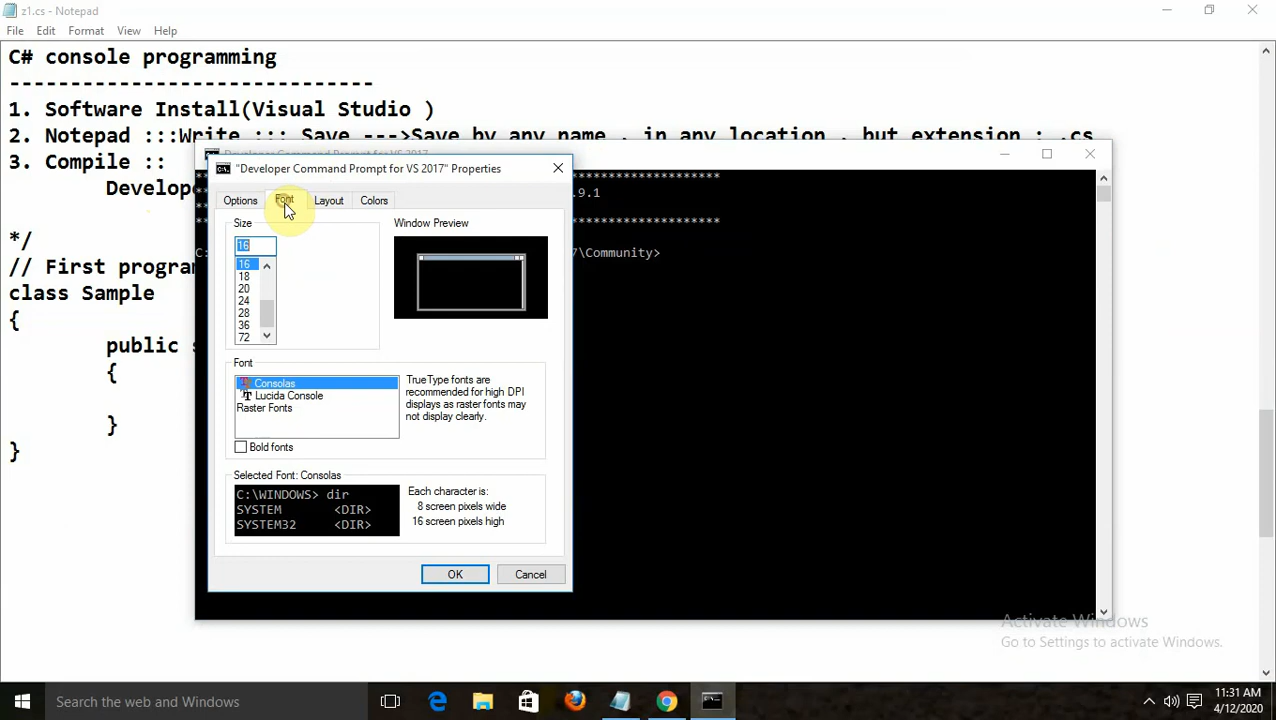 z1.cs - Notepad
File Edit Format View Help
C# console programming
------------------------------
1. Software Install(Visual Studio )
2. Notepad :::Write ::: Save --->Save by any name , in any location , but extension : .cs
3. Compile ::
Develope
*/
// First progra
class Sample
{
public
{
}
}
"Developer Command Prompt for VS 2017" Properties
Options Font Layout Colors
Size
16
16
18
20
24
28
36
72
Window Preview
Font
Consolas
Lucida Console
Raster Fonts
TrueType fonts are
recommended for high DPI
displays as raster fonts may
not display clearly.
Bold fonts
Selected Font: Consolas
C:\WINDOWS> dir
SYSTEM <DIR>
SYSTEM32 <DIR>
Each character is:
8 screen pixels wide
16 screen pixels high
OK Cancel
**********************
.9.1
**********************
7\Community>
Activate Windows
Go to Settings to activate Windows.
Search the web and Windows
11:31 AM
4/12/2020